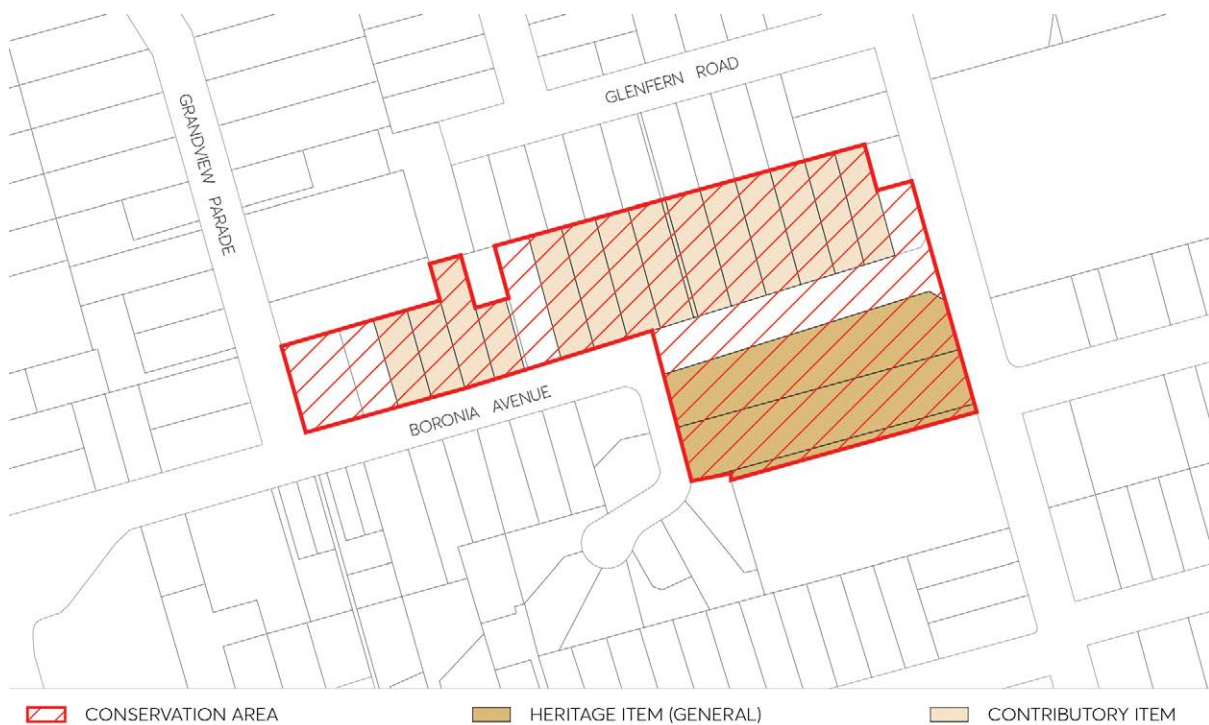 GLENFERN ROAD
GRANDVIEW PARADE
BORONIA AVENUE
CONSERVATION AREA
HERITAGE ITEM (GENERAL)
CONTRIBUTORY ITEM